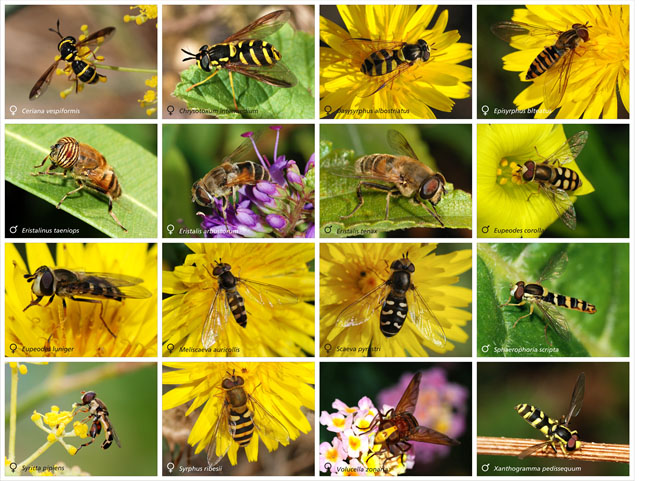 ♀ Ceriana vespiformis
♀ Chrysotoxum intermedium
♀ Dasysyrphus albostriatus
♀ Episyrphus balteatus
♂ Eristalinus taeniops
♀ Eristalis arbustorum
♂ Eristalis tenax
♂ Eupeodes corollae
♀ Eupeodes luniger
♀ Meliscaeva auricollis
♀ Scaeva pyrastri
♂ Sphaerophoria scripta
♀ Syritta pipiens
♀ Syrphus ribesii
♀ Volucella zonaria
♂ Xanthogramma pedissequum